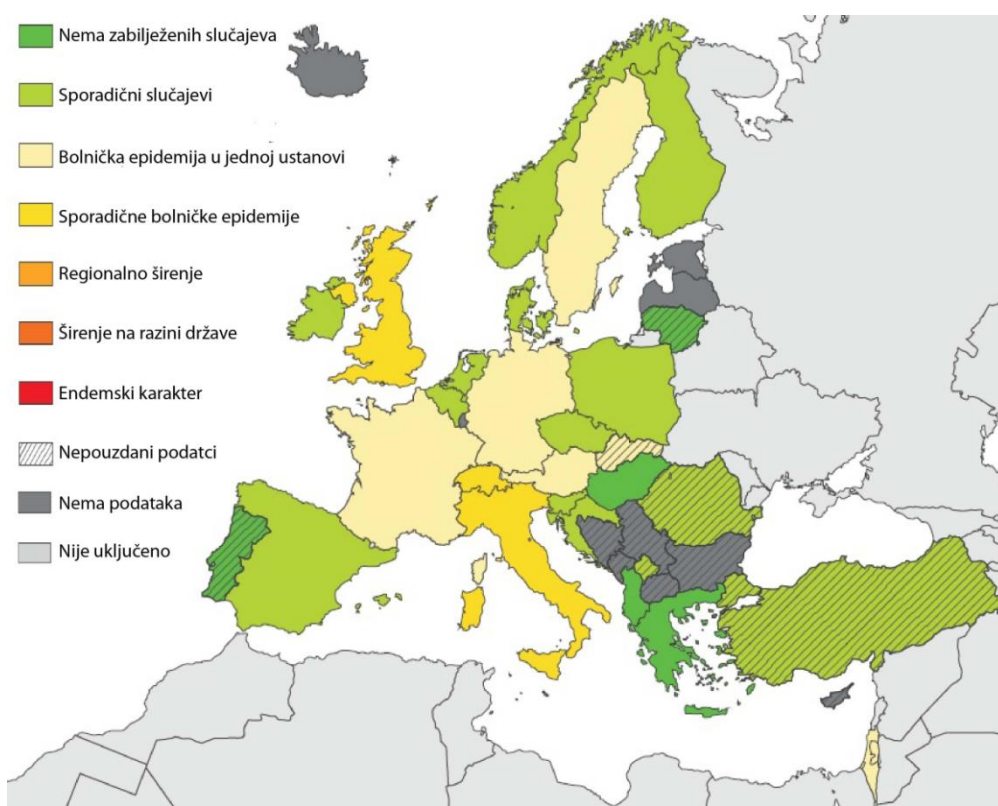 Nema zabilježenih slučajeva
Sporadični slučajevi
Bolnička epidemija u jednoj ustanovi
Sporadične bolničke epidemije
Regionalno širenje
Širenje na razini države
Endemski karakter
Nepouzdani podatci
Nema podataka
Nije uključeno